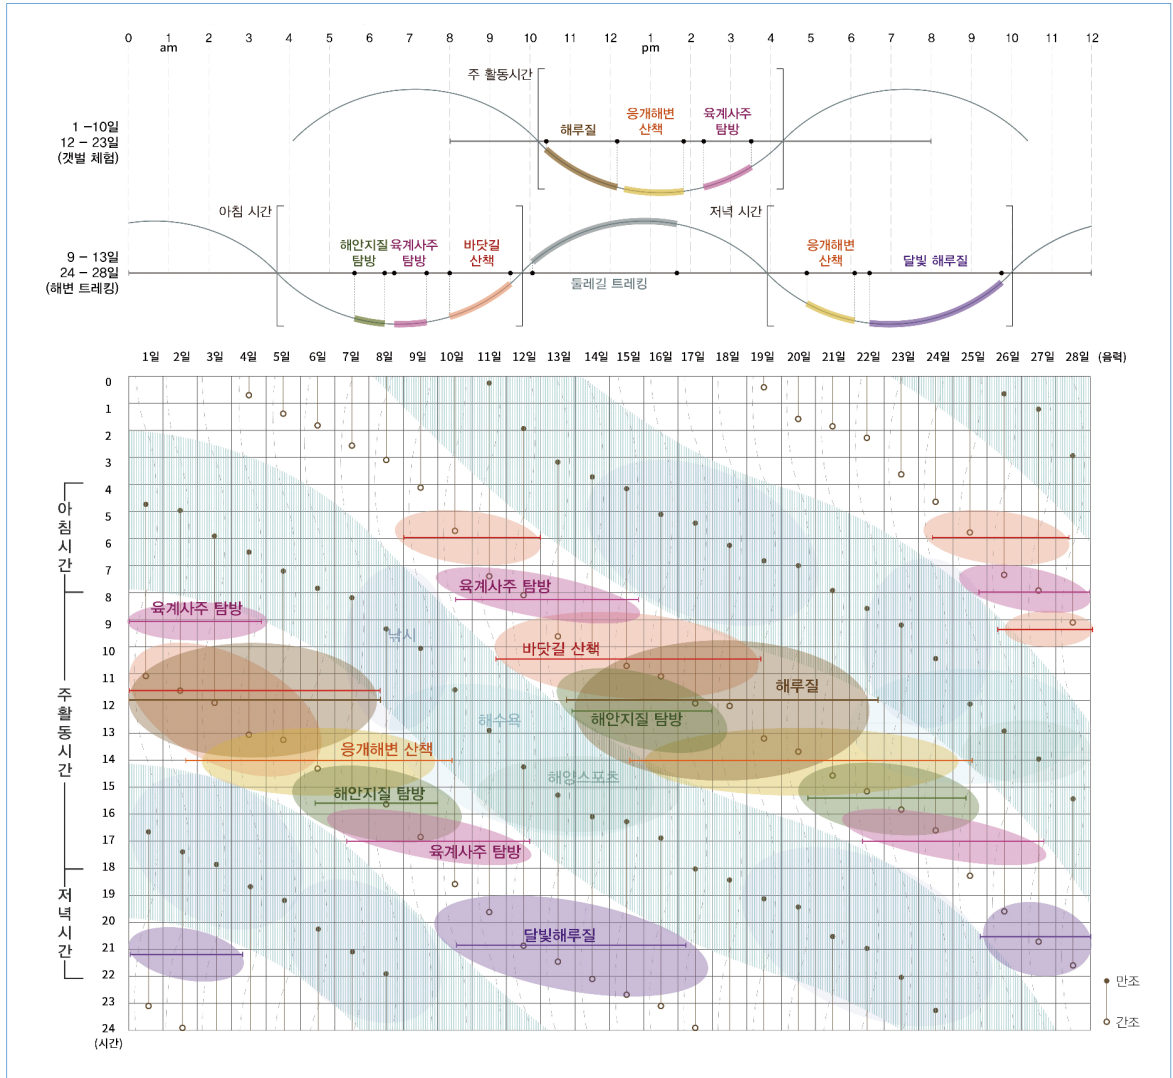 0 1 2 3 4 5 6 7 8 9 10 11 12 1 2 3 4 5 6 7 8 9 10 11 12
am pm
주 활동시간
1 –10일
12 – 23일
(갯벌 체험)
해루질
응개해변
산책
육계사주
탐방
아침 시간
저녁 시간
9 – 13일
24 – 28일
(해변 트레킹)
해안지질
탐방
육계사주
탐방
바닷길
산책
둘레길 트레킹
응개해변
산책
달빛 해루질
1일 2일 3일 4일 5일 6일 7일 8일 9일 10일 11일 12일 13일 14일 15일 16일 17일 18일 19일 20일 21일 22일 23일 24일 25일 26일 27일 28일 (음력)
0
1
2
3
4
5
6
7
8
9
10
11
12
13
14
15
16
17
18
19
20
21
22
23
24
(시간)
아침시간
주활동시간
저녁시간
육계사주 탐방
육계사주 탐방
낚시
바닷길 산책
해루질
해수욕
해안지질 탐방
응개해변 산책
해양스포츠
해안지질 탐방
육계사주 탐방
달빛해루질
만조
간조